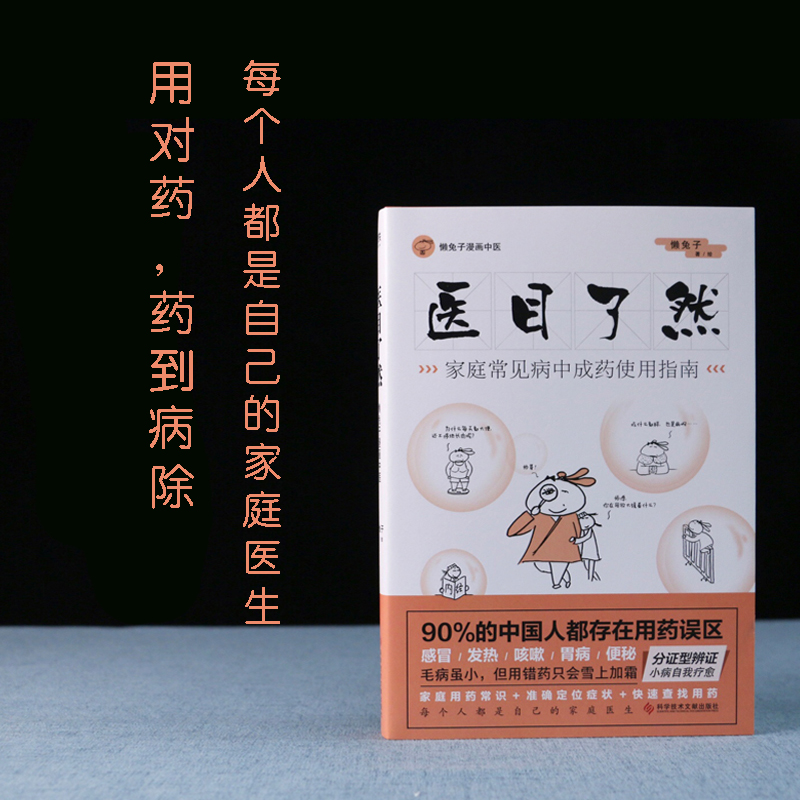 每个人都是自己的家庭医生
用对药，药到病除
懒兔子漫画中医
懒兔子
著/绘
医目了然
家庭常见病中成药使用指南
内经
90%的中国人都存在用药误区
感冒/发热/咳嗽/胃病/便秘
毛病虽小，但用错药只会雪上加霜
分证型辨证
小病自我疗愈
家庭用药常识+准确定位症状+快速查找用药
每个人都是自己的家庭医生
科学技术文献出版社
医目了然